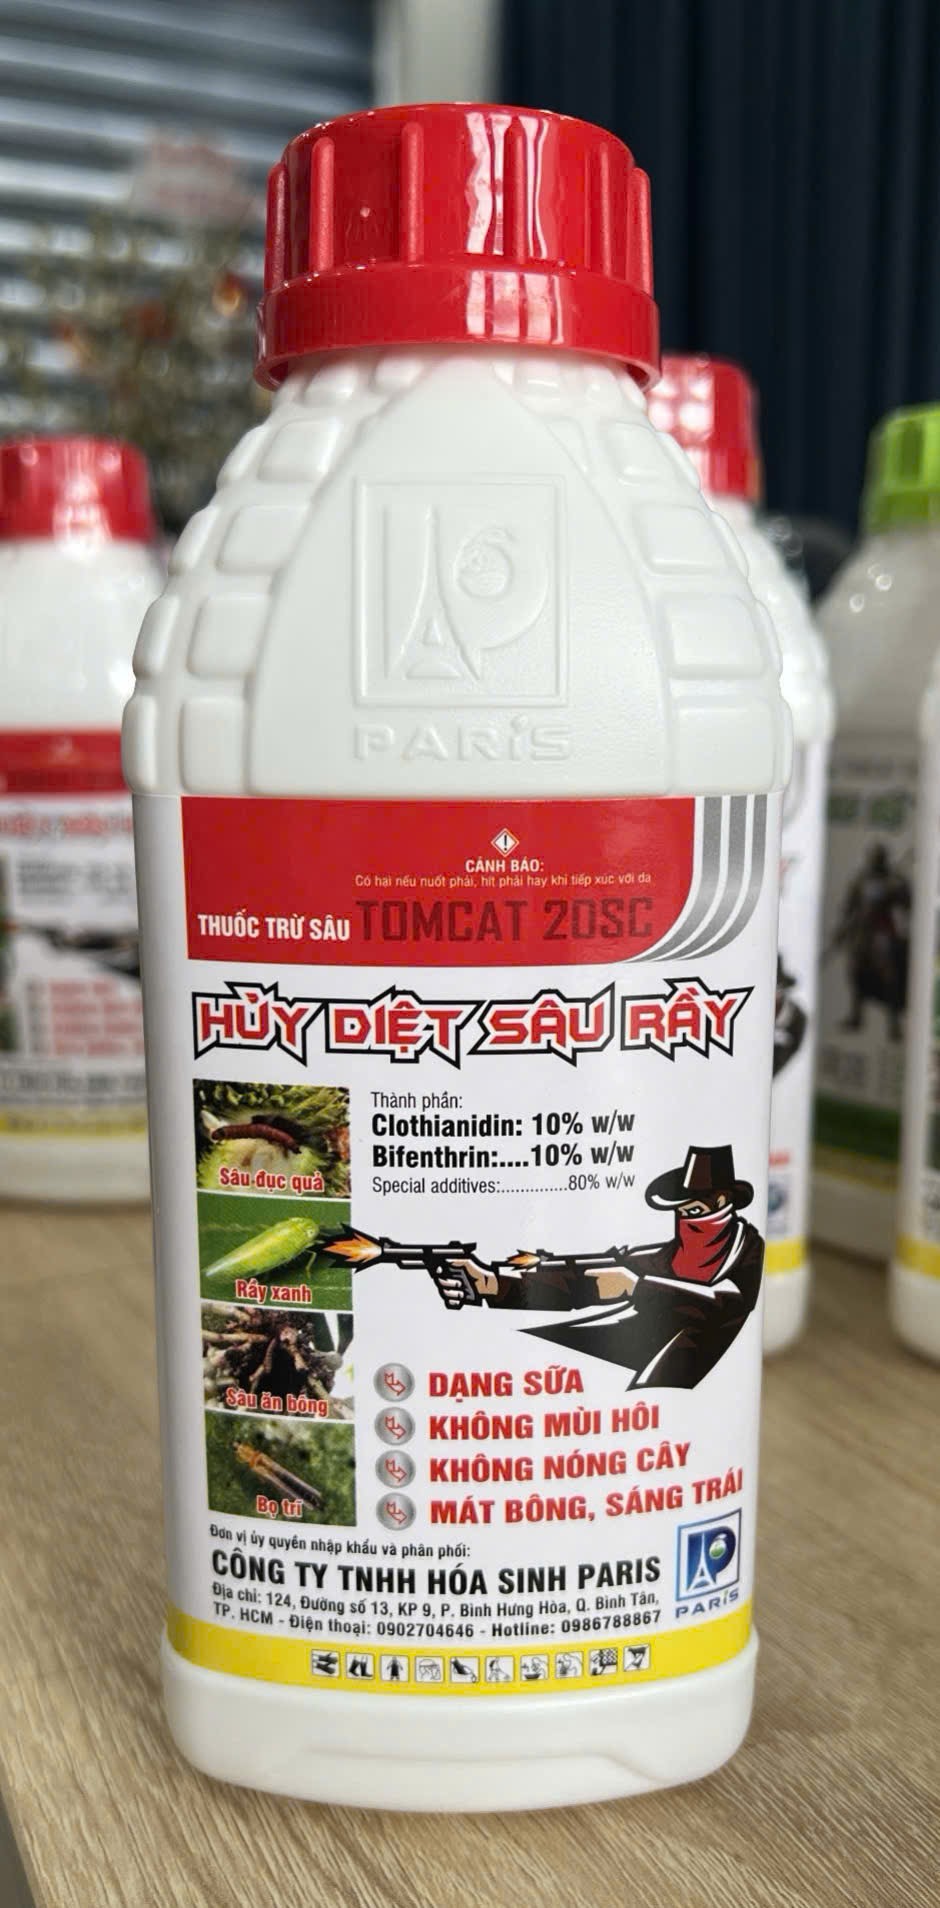 PARIS
CẢNH BÁO:
Có hại nếu nuốt phải, hít phải hay khi tiếp xúc với da
THUỐC TRỪ SÂU TOMCAT 20SC
HỦY DIỆT SÂU RẦY
Thành phần:
Clothianidin: 10% w/w
Bifenthrin:....10% w/w
Special additives:..............80% w/w
Sâu đục quả
Rầy xanh
Sâu ăn bông
Bọ trĩ
DẠNG SỮA
KHÔNG MÙI HÔI
KHÔNG NÓNG CÂY
MÁT BÔNG, SÁNG TRÁI
Đơn vị ủy quyền nhập khẩu và phân phối:
CÔNG TY TNHH HÓA SINH PARIS
Địa chỉ: 124, Đường số 13, KP 9, P. Bình Hưng Hòa, Q. Bình Tân,
TP. HCM - Điện thoại: 0902704646 - Hotline: 0986788867
PARIS